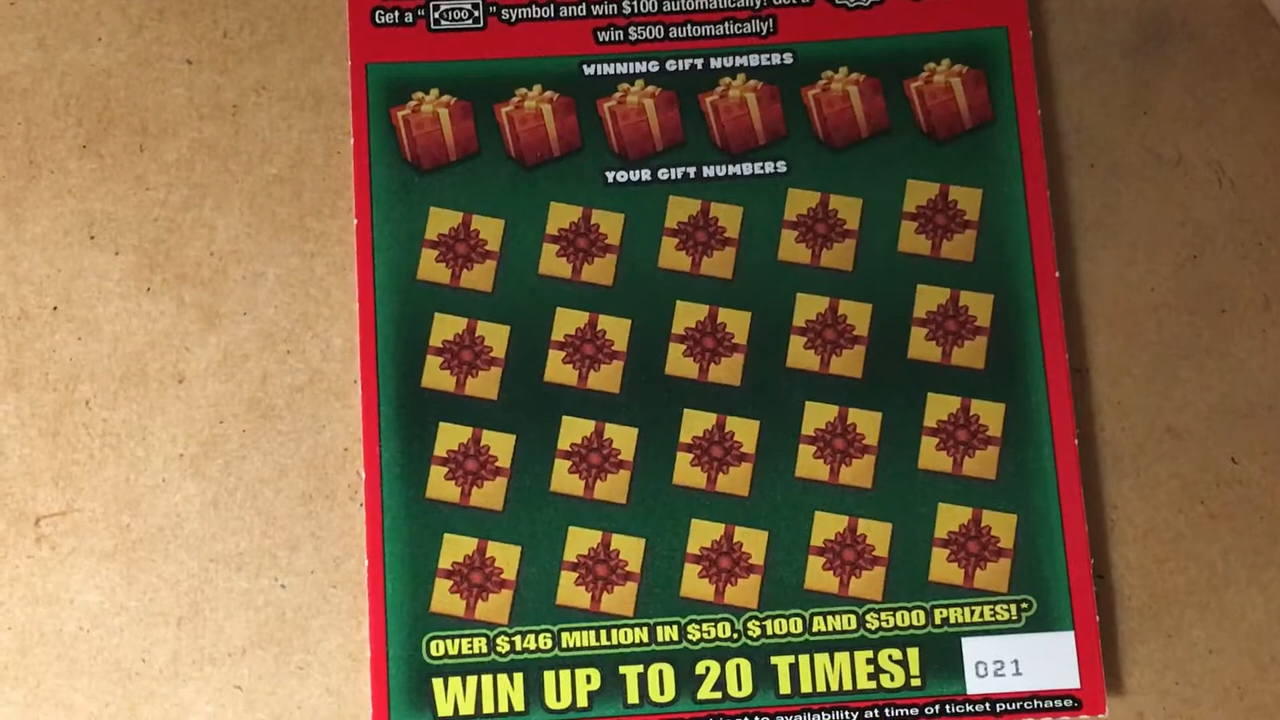 Get a “ $100 ” symbol and win $100 automatically! Get a “
win $500 automatically!
WINNING GIFT NUMBERS
YOUR GIFT NUMBERS
OVER $146 MILLION IN $50, $100 AND $500 PRIZES!*
WIN UP TO 20 TIMES!
021
to availability at time of ticket purchase.